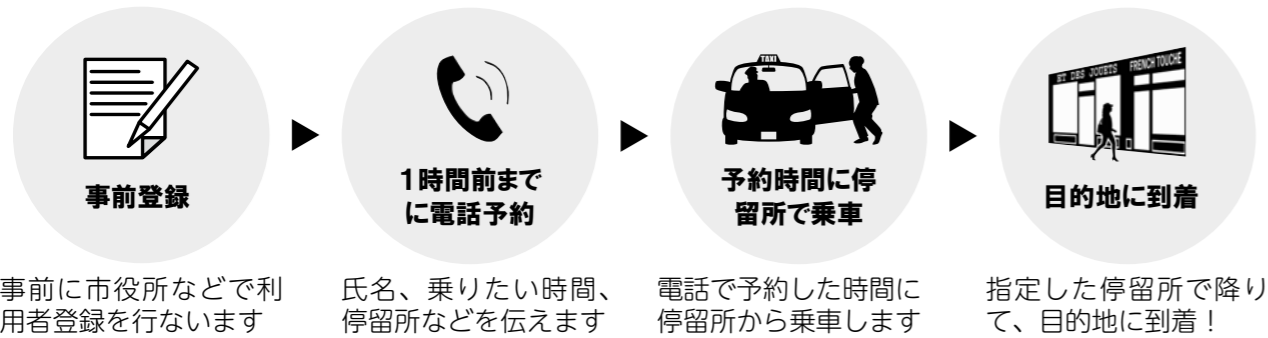 TAXI
ET DES JOUETS FRENCH TOUCHE
事前登録
1時間前まで
に電話予約
予約時間に停
留所で乗車
目的地に到着
事前に市役所などで利
用者登録を行ないます
氏名、乗りたい時間、
停留所などを伝えます
電話で予約した時間に
停留所から乗車します
指定した停留所で降り
て、目的地に到着！